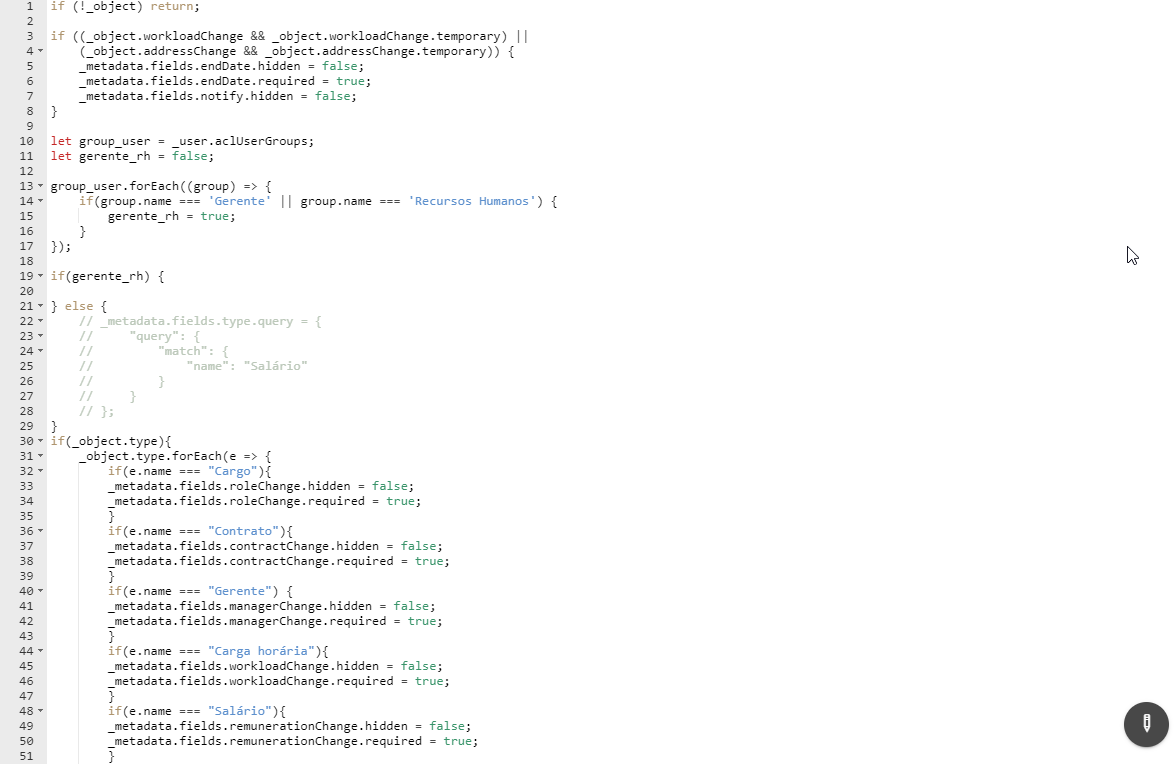 1 if (!_object) return;
2
3 if ((_object.workloadChange && _object.workloadChange.temporary) ||
4     (_object.addressChange && _object.addressChange.temporary)) {
5     _metadata.fields.endDate.hidden = false;
6     _metadata.fields.endDate.required = true;
7     _metadata.fields.notify.hidden = false;
8 }
9
10 let group_user = _user.aclUserGroups;
11 let gerente_rh = false;
12
13 group_user.forEach((group) => {
14     if(group.name === 'Gerente' || group.name === 'Recursos Humanos') {
15         gerente_rh = true;
16     }
17 });
18
19 if(gerente_rh) {
20
21 } else {
22     // _metadata.fields.type.query = {
23     //     "query": {
24     //         "match": {
25     //             "name": "Salário"
26     //         }
27     //     }
28     // };
29 }
30 if(_object.type){
31     _object.type.forEach(e => {
32         if(e.name === "Cargo"){
33         _metadata.fields.roleChange.hidden = false;
34         _metadata.fields.roleChange.required = true;
35         }
36         if(e.name === "Contrato"){
37         _metadata.fields.contractChange.hidden = false;
38         _metadata.fields.contractChange.required = true;
39         }
40         if(e.name === "Gerente") {
41         _metadata.fields.managerChange.hidden = false;
42         _metadata.fields.managerChange.required = true;
43         }
44         if(e.name === "Carga horária"){
45         _metadata.fields.workloadChange.hidden = false;
46         _metadata.fields.workloadChange.required = true;
47         }
48         if(e.name === "Salário"){
49         _metadata.fields.remunerationChange.hidden = false;
50         _metadata.fields.remunerationChange.required = true;
51         }